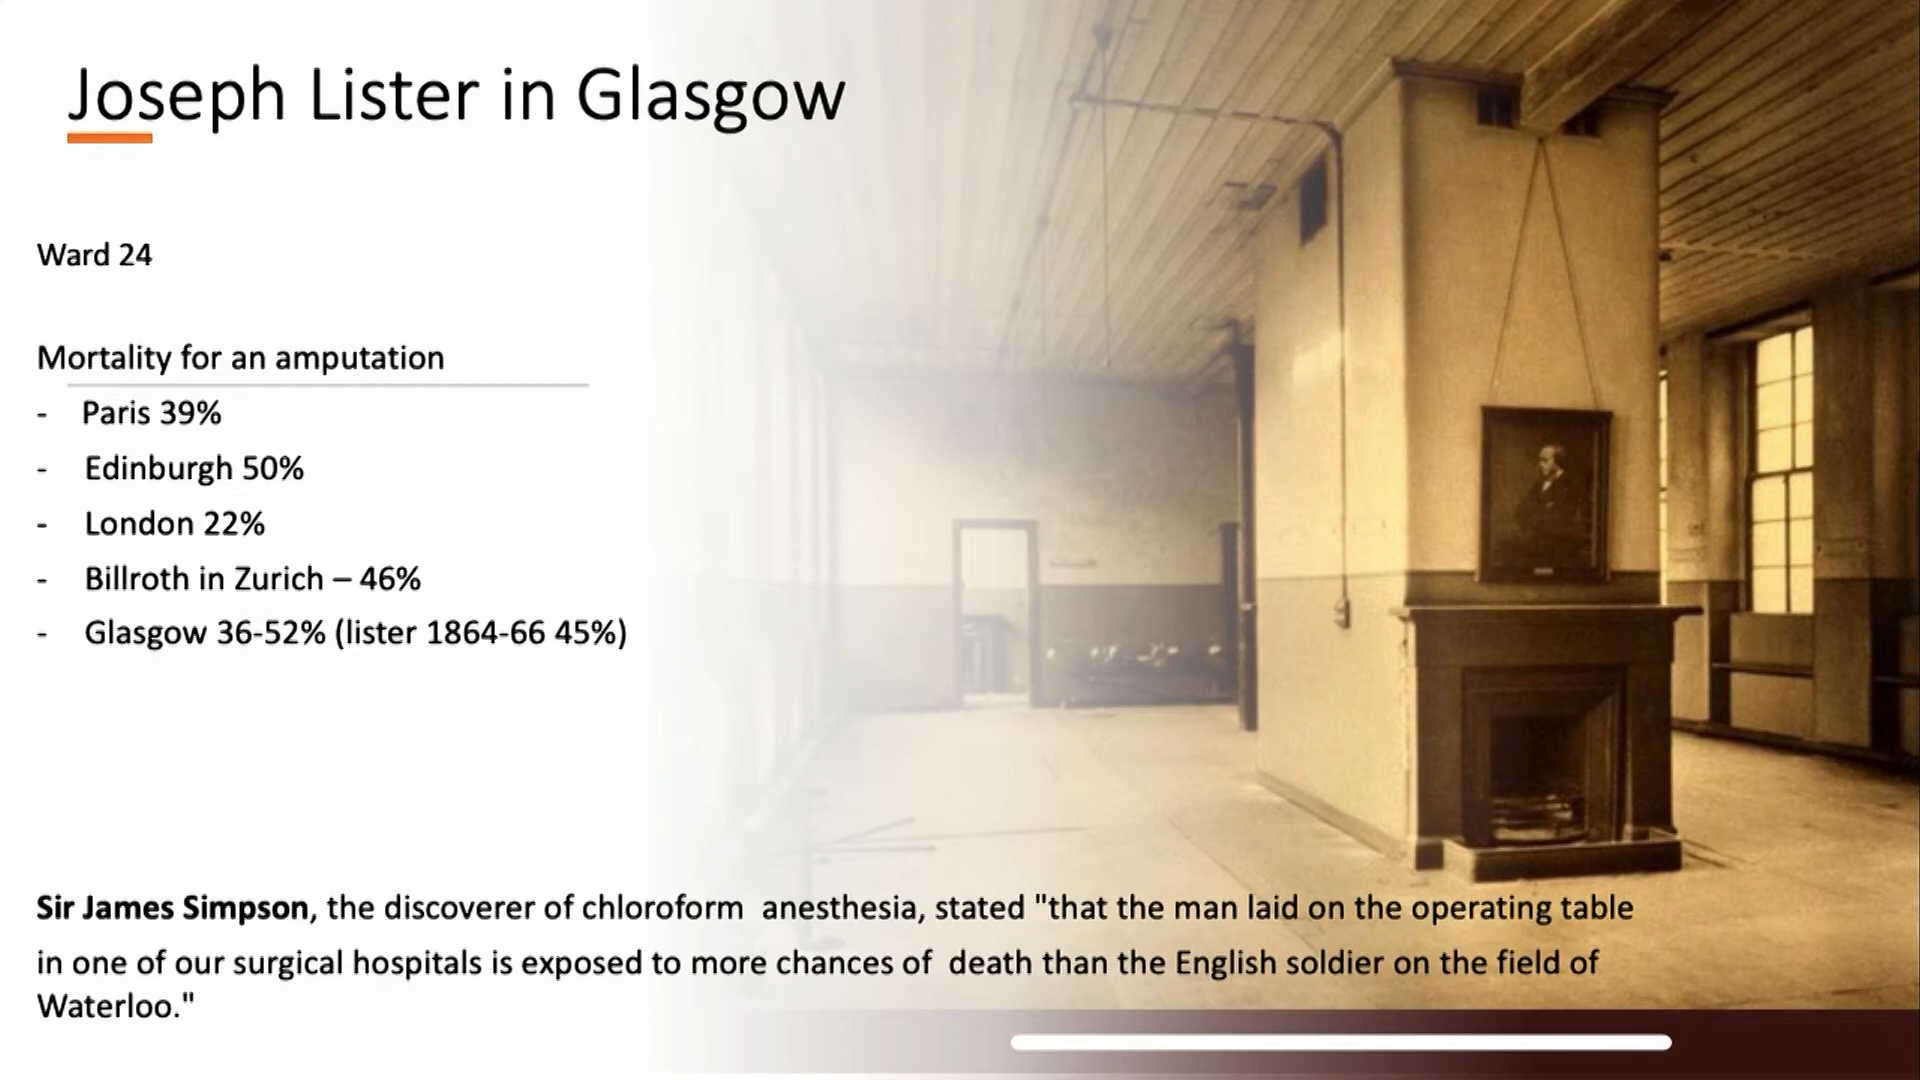 Joseph Lister in Glasgow
Ward 24
Mortality for an amputation
- Paris 39%
- Edinburgh 50%
- London 22%
- Billroth in Zurich – 46%
- Glasgow 36-52% (lister 1864-66 45%)
Sir James Simpson, the discoverer of chloroform  anesthesia, stated "that the man laid on the operating table
in one of our surgical hospitals is exposed to more chances of  death than the English soldier on the field of
Waterloo."